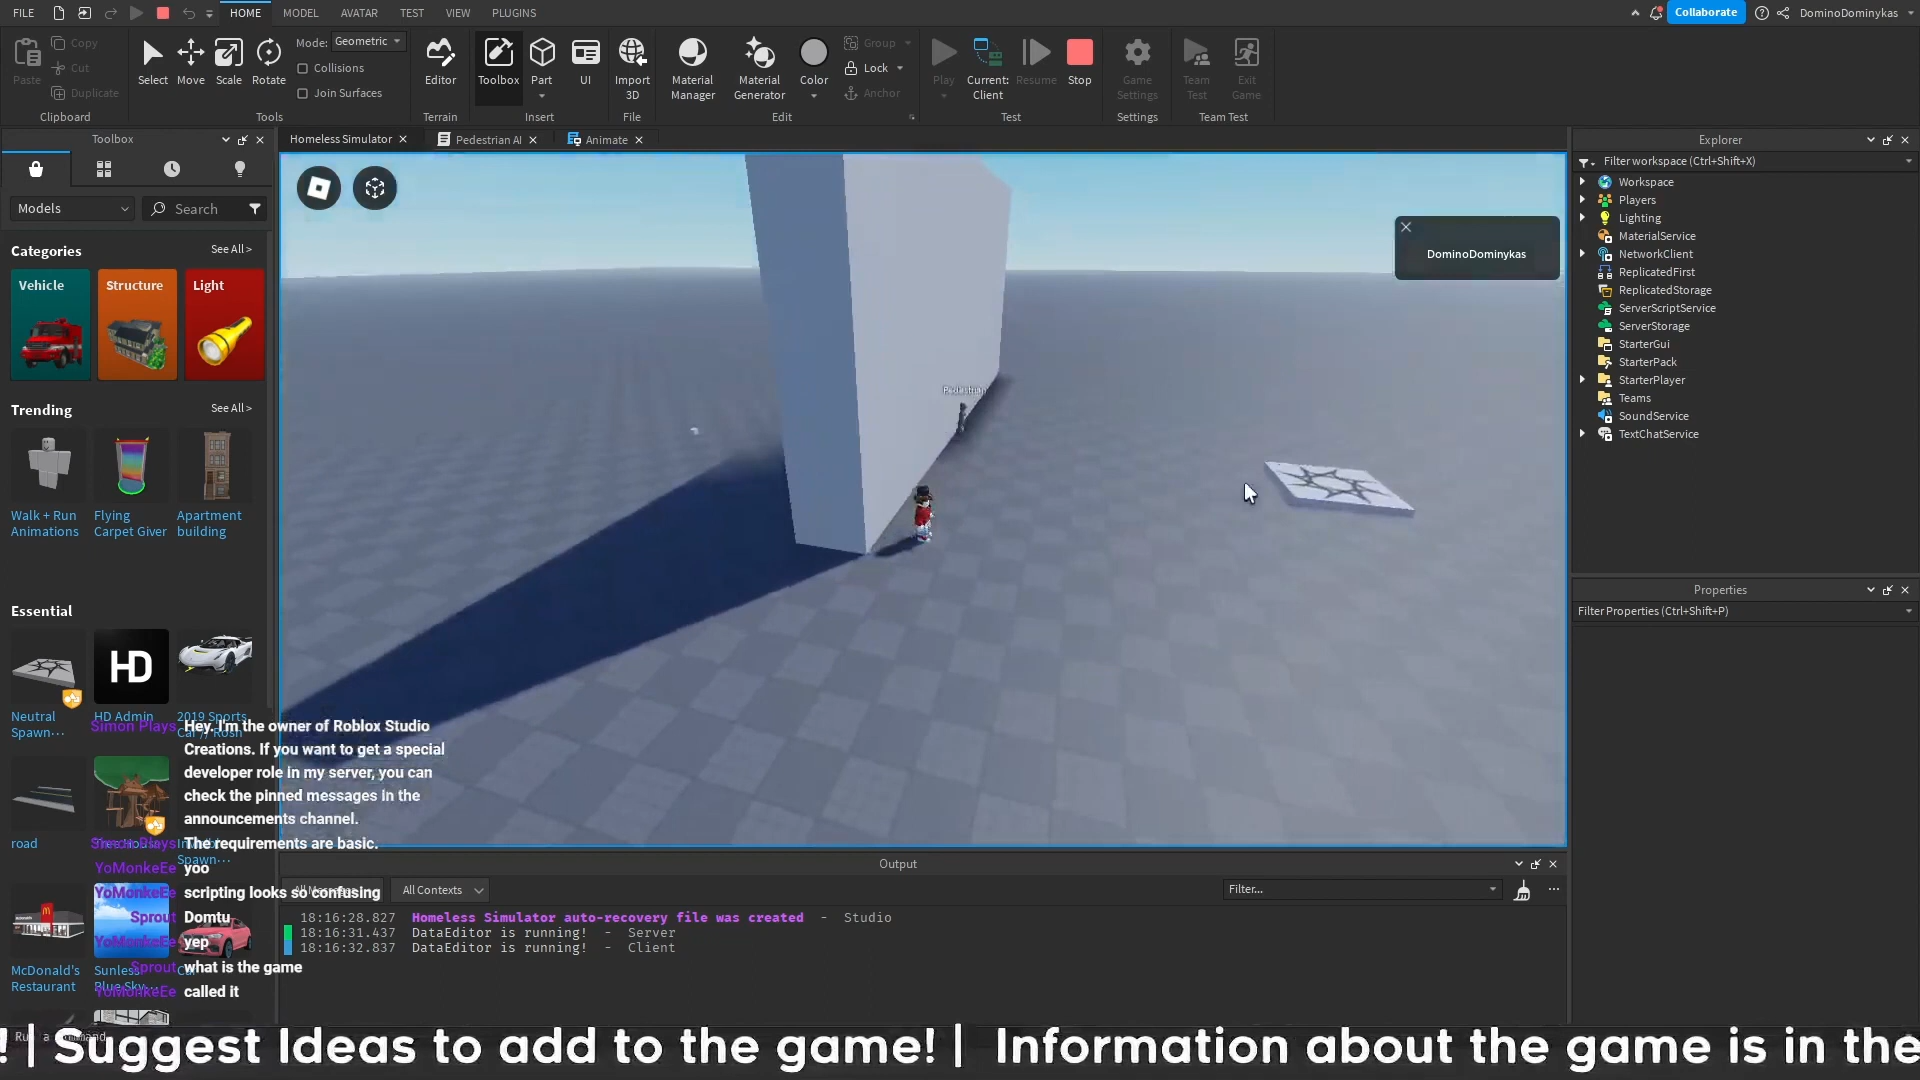 FILE HOME MODEL AVATAR TEST VIEW PLUGINS Collaborate DominoDominykas
Paste Copy Cut Duplicate Clipboard
Select Move Scale Rotate Mode: Geometric Collisions Join Surfaces Tools
Editor Terrain
Toolbox Part UI Insert
Import 3D File
Material Manager Material Generator Color Group Lock Anchor Edit
Play Current: Client Resume Stop Test
Game Settings Settings
Team Test Exit Game Team Test
Toolbox
Models Search
Categories See All >
Vehicle Structure Light
Trending See All >
Walk + Run Animations
Flying Carpet Giver
Apartment building
Essential
HD
Neutral Spawn...
HD Admin
2019 Sports
road
Spawn...
McDonald's Restaurant
Sunless
Homeless Simulator Pedestrian AI Animate
DominoDominykas
Pedestrian
Explorer
Filter workspace (Ctrl+Shift+X)
Workspace
Players
Lighting
MaterialService
NetworkClient
ReplicatedFirst
ReplicatedStorage
ServerScriptService
ServerStorage
StarterGui
StarterPack
StarterPlayer
Teams
SoundService
TextChatService
Properties
Filter Properties (Ctrl+Shift+P)
Simon Plays Hey. I'm the owner of Roblox Studio
Creations. If you want to get a special
developer role in my server, you can
check the pinned messages in the
announcements channel.
Simon Plays The requirements are basic.
YoMonkeEe yoo
YoMonkeEe scripting looks so confusing
Sprout Domtu
YoMonkeEe yep
Sprout what is the game
YoMonkeEe called it
Output
All Contexts Filter...
18:16:28.827 Homeless Simulator auto-recovery file was created - Studio
18:16:31.437 DataEditor is running! - Server
18:16:32.837 DataEditor is running! - Client
! | Suggest Ideas to add to the game! | Information about the game is in the